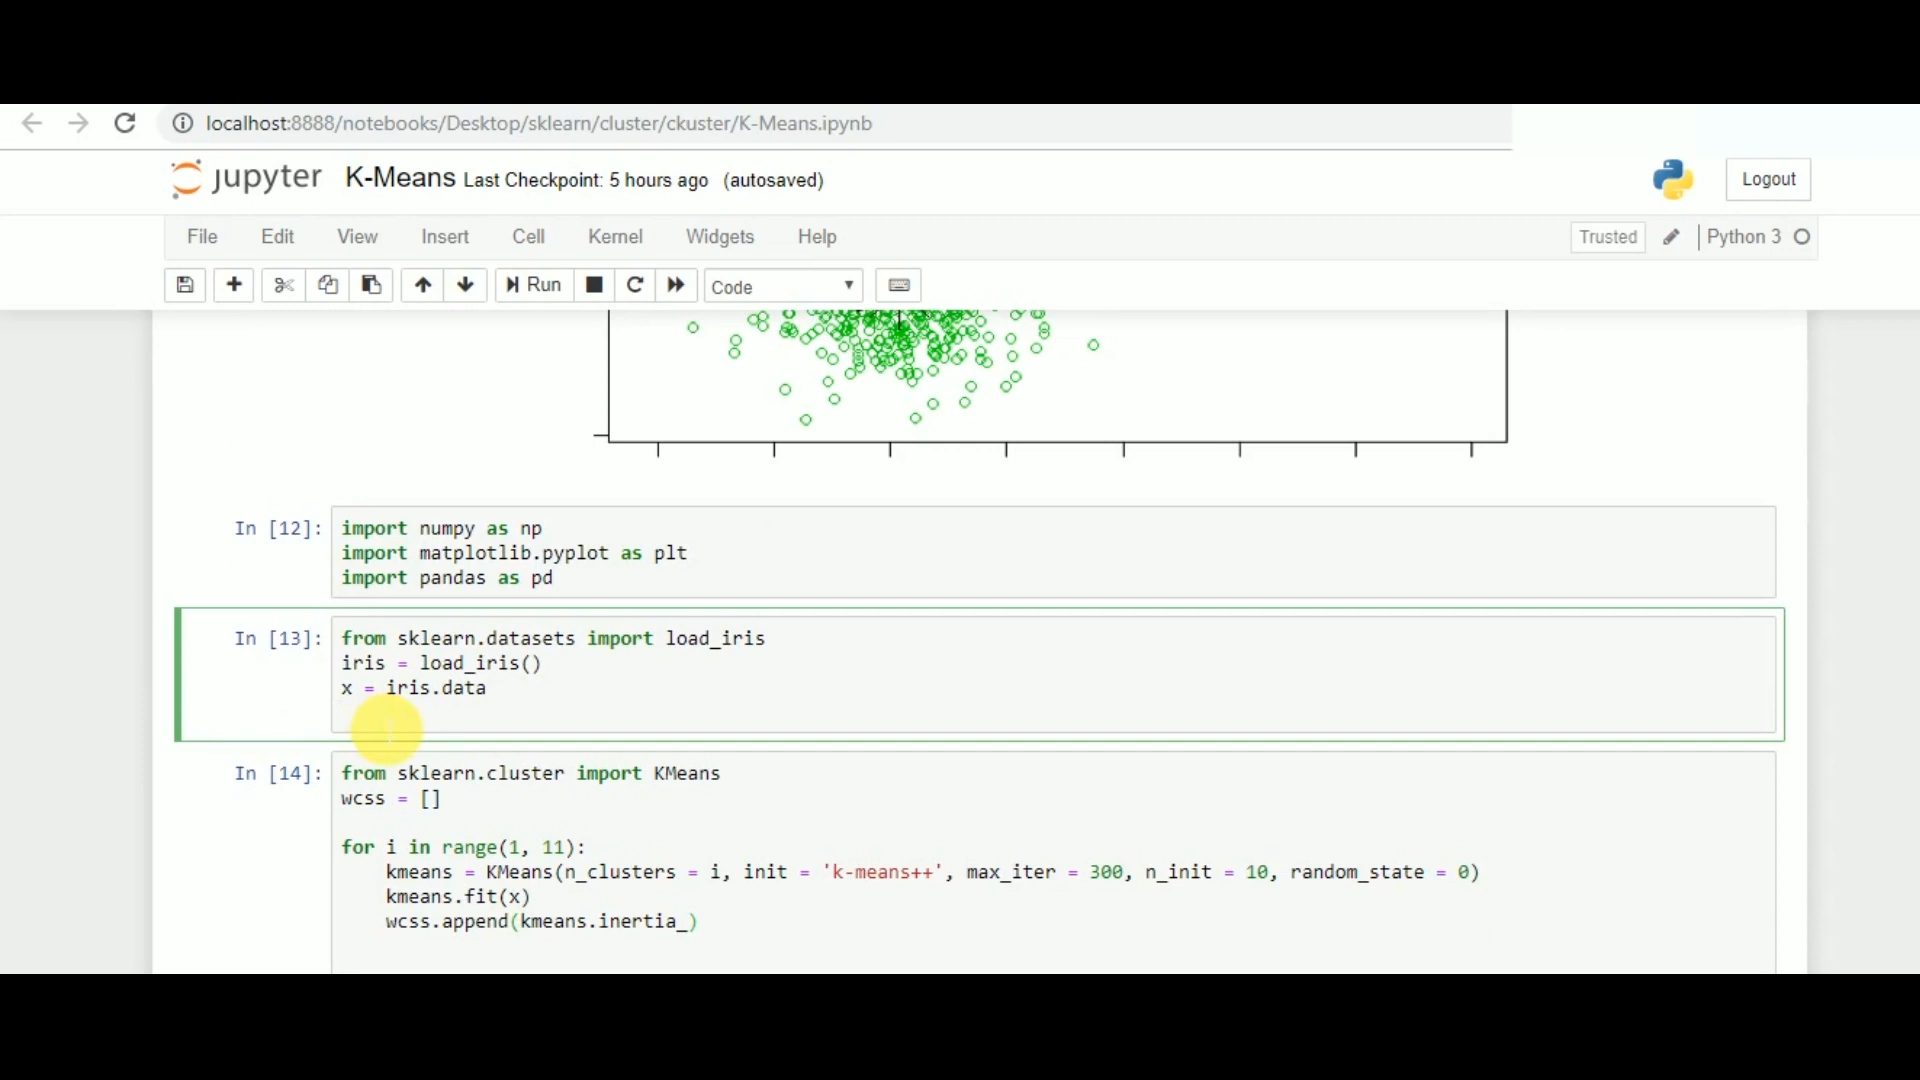 localhost:8888/notebooks/Desktop/sklearn/cluster/ckuster/K-Means.ipynb
jupyter K-Means Last Checkpoint: 5 hours ago (autosaved)
Logout
File Edit View Insert Cell Kernel Widgets Help
Trusted Python 3
Run Code
In [12]: import numpy as np
import matplotlib.pyplot as plt
import pandas as pd
In [13]: from sklearn.datasets import load_iris
iris = load_iris()
x = iris.data
In [14]: from sklearn.cluster import KMeans
wcss = []
for i in range(1, 11):
kmeans = KMeans(n_clusters = i, init = 'k-means++', max_iter = 300, n_init = 10, random_state = 0)
kmeans.fit(x)
wcss.append(kmeans.inertia_)